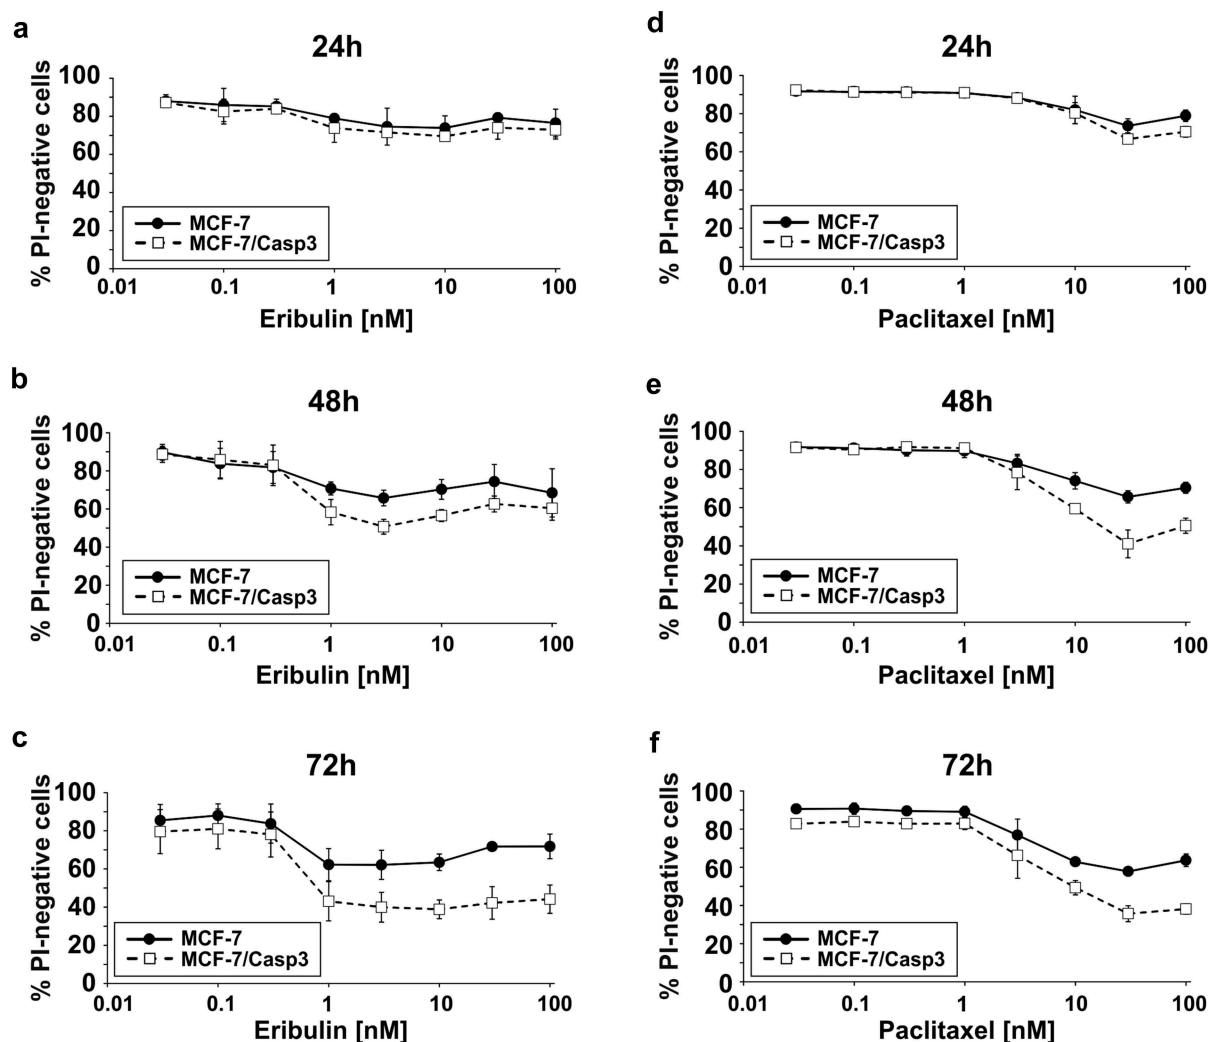 a
24h
% PI-negative cells
100
80
60
40
20
0
MCF-7
MCF-7/Casp3
0.01 0.1 1 10 100
Eribulin [nM]
d
24h
% PI-negative cells
100
80
60
40
20
0
MCF-7
MCF-7/Casp3
0.01 0.1 1 10 100
Paclitaxel [nM]
b
48h
% PI-negative cells
100
80
60
40
20
0
MCF-7
MCF-7/Casp3
0.01 0.1 1 10 100
Eribulin [nM]
e
48h
% PI-negative cells
100
80
60
40
20
0
MCF-7
MCF-7/Casp3
0.01 0.1 1 10 100
Paclitaxel [nM]
c
72h
% PI-negative cells
100
80
60
40
20
0
MCF-7
MCF-7/Casp3
0.01 0.1 1 10 100
Eribulin [nM]
f
72h
% PI-negative cells
100
80
60
40
20
0
MCF-7
MCF-7/Casp3
0.01 0.1 1 10 100
Paclitaxel [nM]